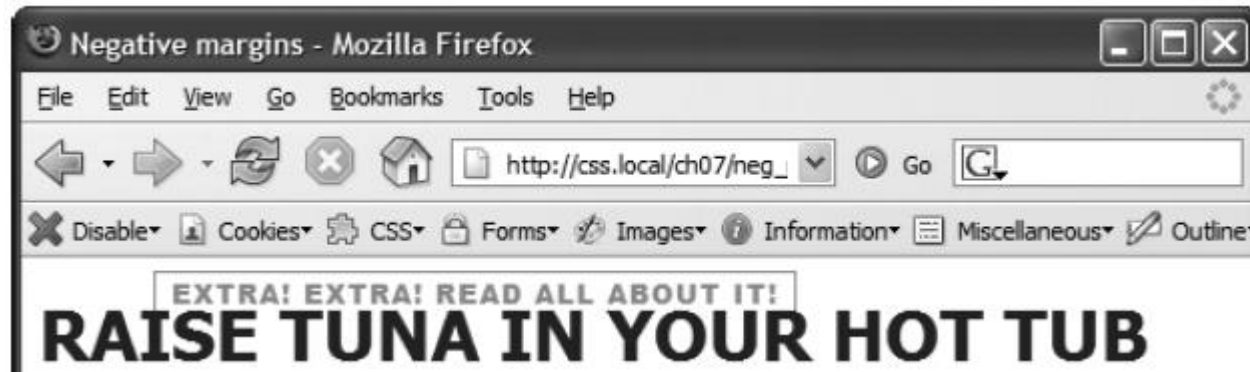 Negative margins - Mozilla Firefox
File Edit View Go Bookmarks Tools Help
http://css.local/ch07/neg_ Go G
Disable Cookies CSS Forms Images Information Miscellaneous Outline
EXTRA! EXTRA! READ ALL ABOUT IT!
RAISE TUNA IN YOUR HOT TUB